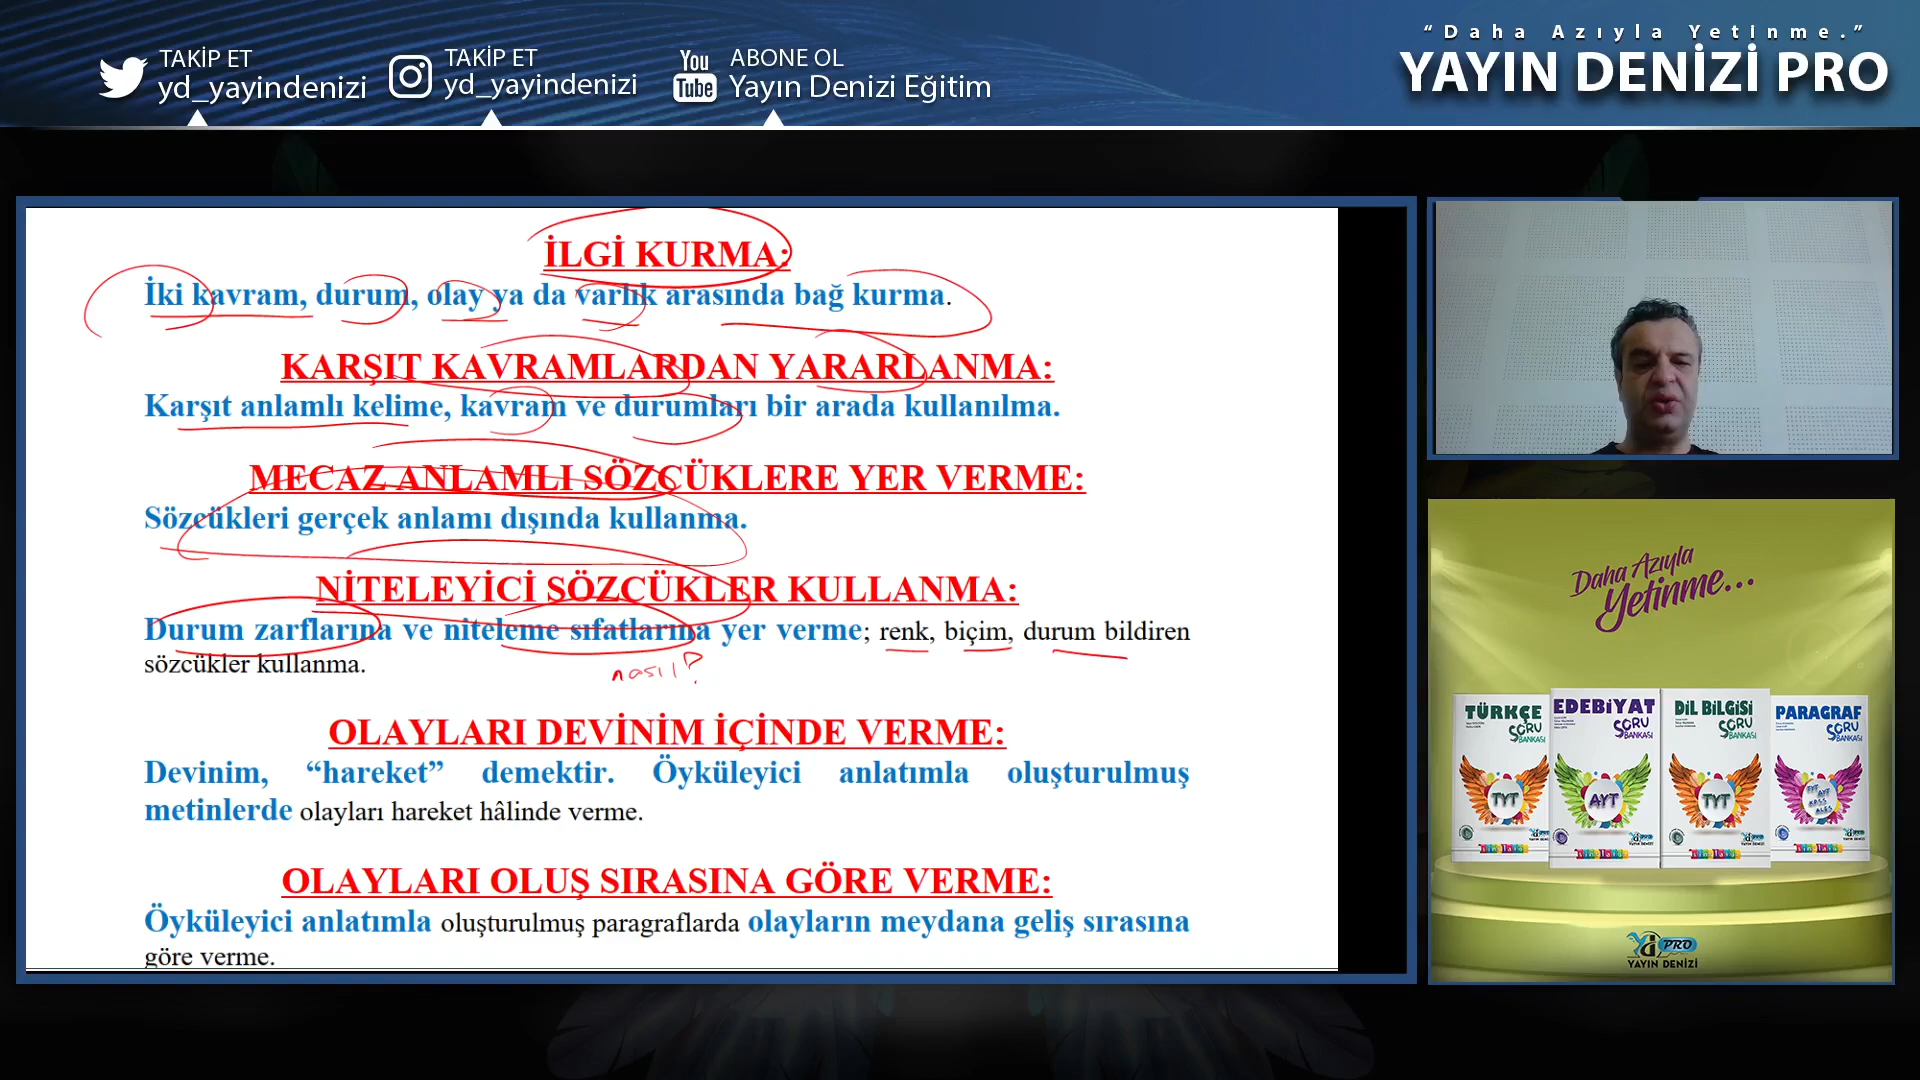 TAKİP ET
yd_yayindenizi
TAKİP ET
yd_yayindenizi
You
Tube
ABONE OL
Yayın Denizi Eğitim
“Daha Azıyla Yetinme.”
YAYIN DENİZİ PRO
İLGİ KURMA:
İki kavram, durum, olay ya da varlık arasında bağ kurma.
KARŞIT KAVRAMLARDAN YARARLANMA:
Karşıt anlamlı kelime, kavram ve durumları bir arada kullanılma.
MECAZ ANLAMLI SÖZCÜKLERE YER VERME:
Sözcükleri gerçek anlamı dışında kullanma.
NİTELEYİCİ SÖZCÜKLER KULLANMA:
Durum zarflarına ve niteleme sıfatlarına yer verme; renk, biçim, durum bildiren
sözcükler kullanma.
nasıl?
OLAYLARI DEVİNİM İÇİNDE VERME:
Devinim, “hareket” demektir. Öyküleyici anlatımla oluşturulmuş
metinlerde olayları hareket hâlinde verme.
OLAYLARI OLUŞ SIRASINA GÖRE VERME:
Öyküleyici anlatımla oluşturulmuş paragraflarda olayların meydana geliş sırasına
göre verme.
Daha Azıyla
Yetinme...
TÜRKÇE
SORU
BANKASI
TYT
EDEBİYAT
SORU
BANKASI
AYT
DİL BİLGİSİ
SORU
BANKASI
TYT
PARAGRAF
SORU
BANKASI
TYT AYT
KPSS
ALES
PRO
YAYIN DENİZİ